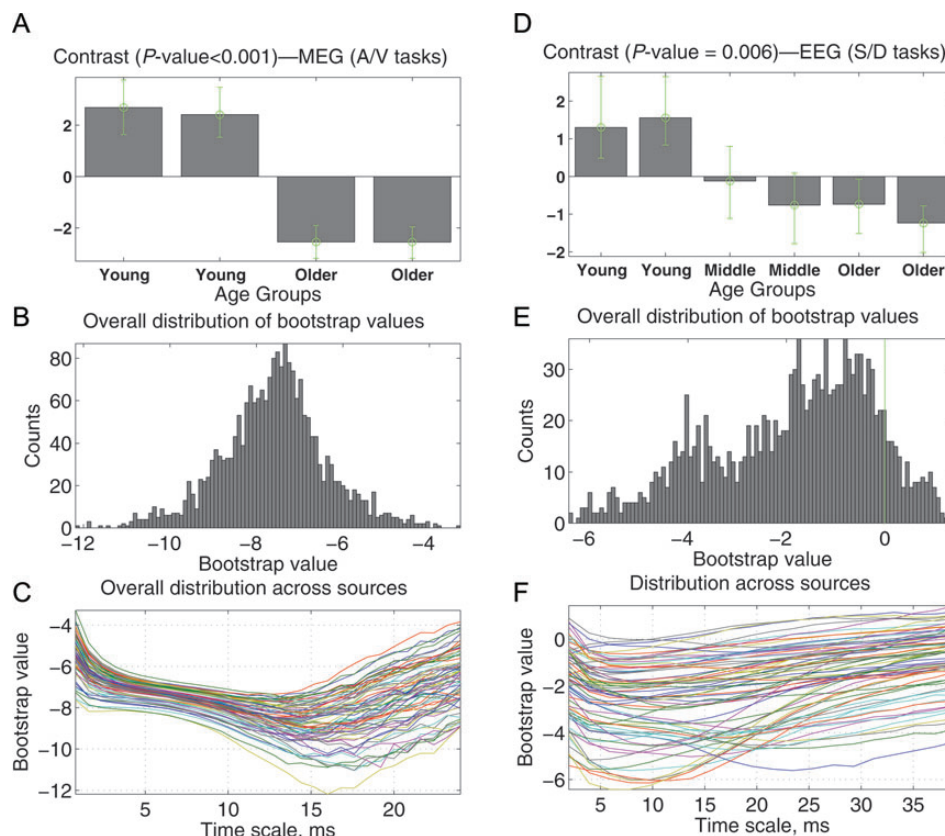 A
Contrast (P-value<0.001)—MEG (A/V tasks)
2
0
−2
Young Young Older Older
Age Groups
B
Overall distribution of bootstrap values
80
60
40
20
0
Counts
−12 −10 −8 −6 −4
Bootstrap value
C
Overall distribution across sources
−4
−6
−8
−10
−12
Bootstrap value
5 10 15 20
Time scale, ms
D
Contrast (P-value = 0.006)—EEG (S/D tasks)
2
1
0
−1
−2
Young Young Middle Middle Older Older
Age Groups
E
Overall distribution of bootstrap values
30
20
10
0
Counts
−6 −4 −2 0
Bootstrap value
F
Distribution across sources
0
−2
−4
−6
Bootstrap value
5 10 15 20 25 30 35
Time scale, ms